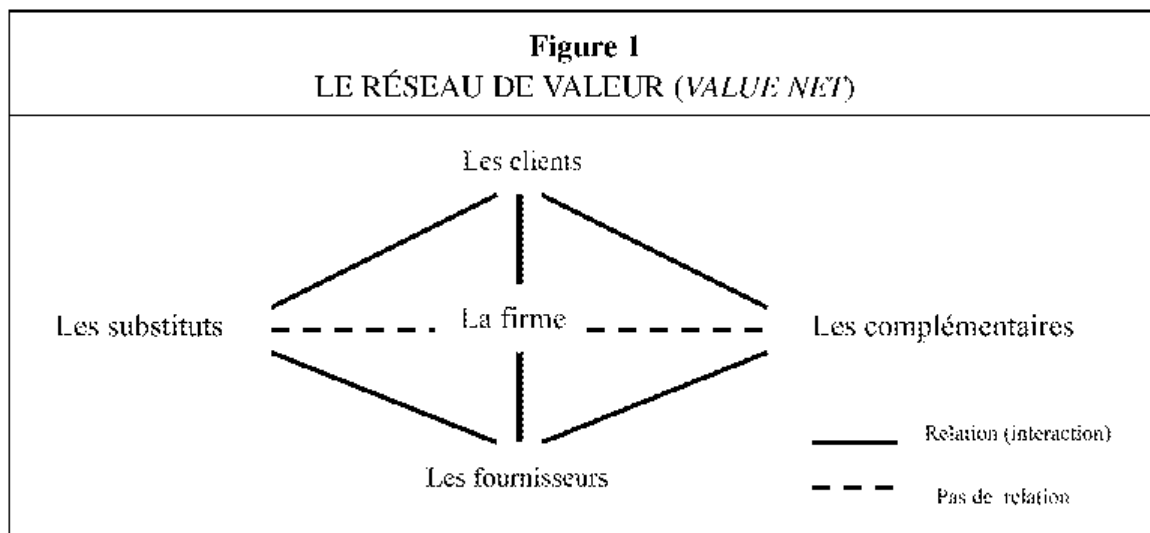 Figure 1
LE RÉSEAU DE VALEUR (VALUE NET)
Les clients
Les substituts
La firme
Les complémentaires
Les fournisseurs
Relation (interaction)
Pas de relation